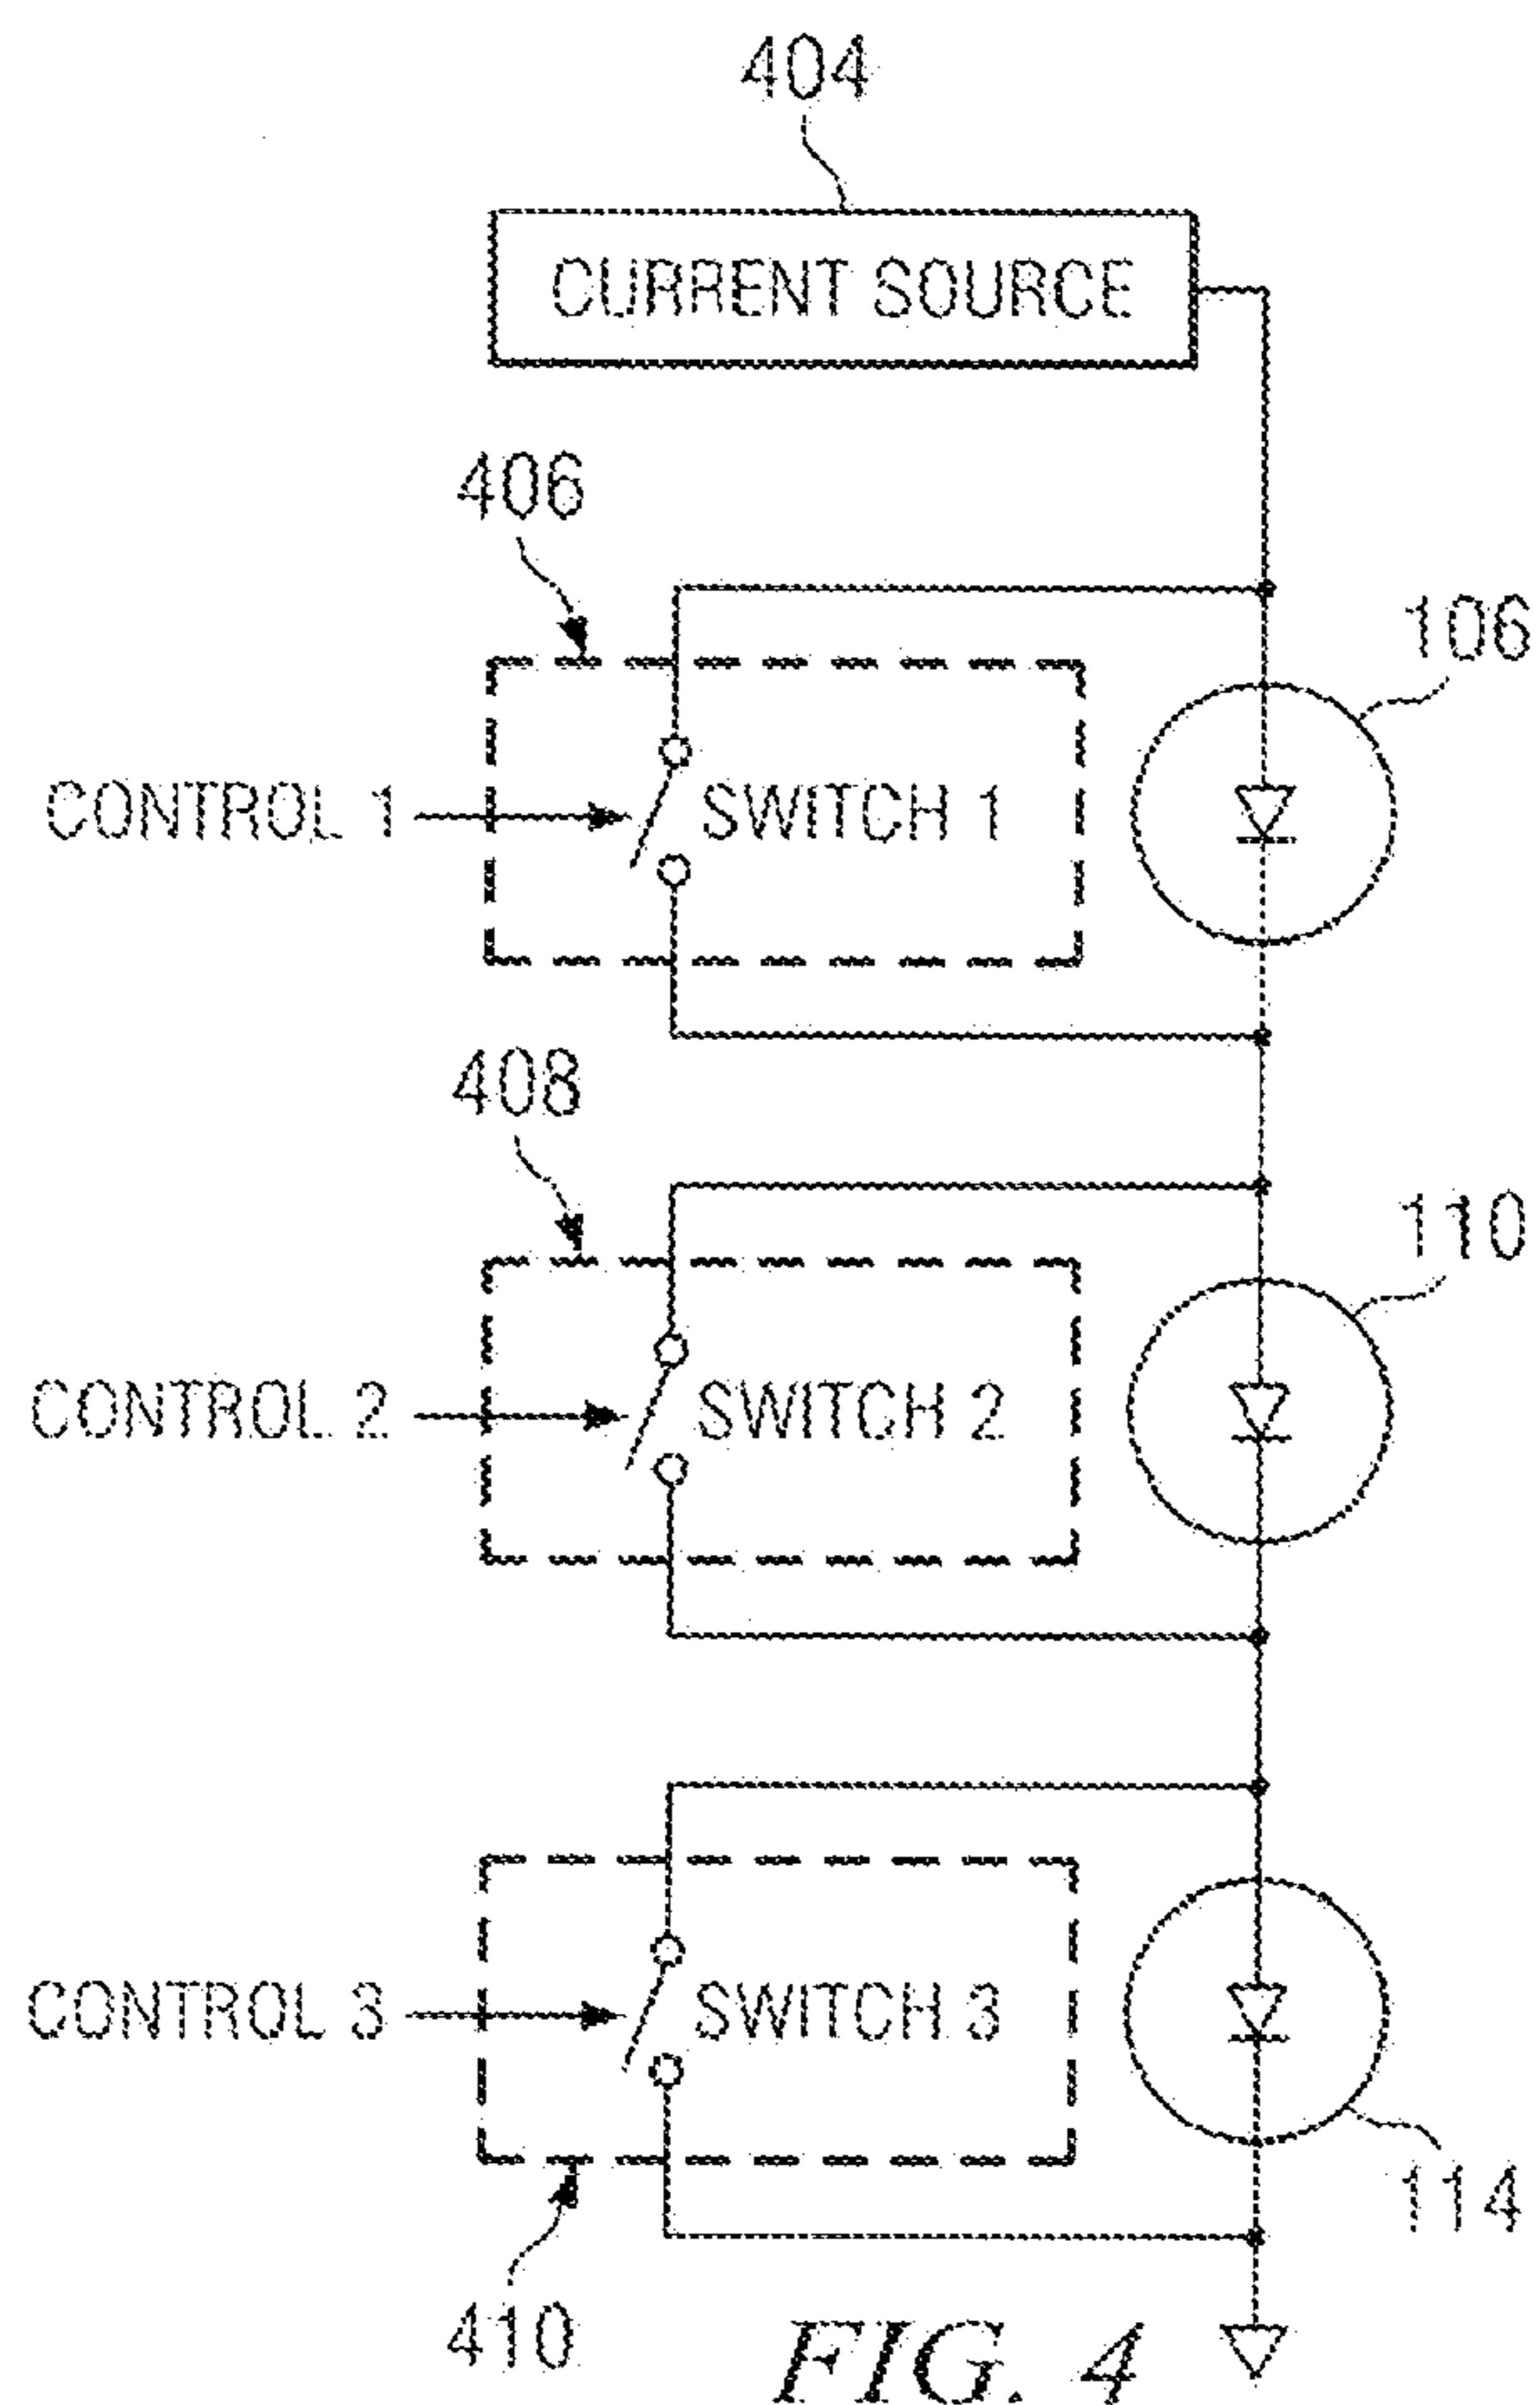 404
CURRENT SOURCE
406
106
CONTROL 1
SWITCH 1
408
110
CONTROL 2
SWITCH 2
CONTROL 3
SWITCH 3
114
410
FIG. 4